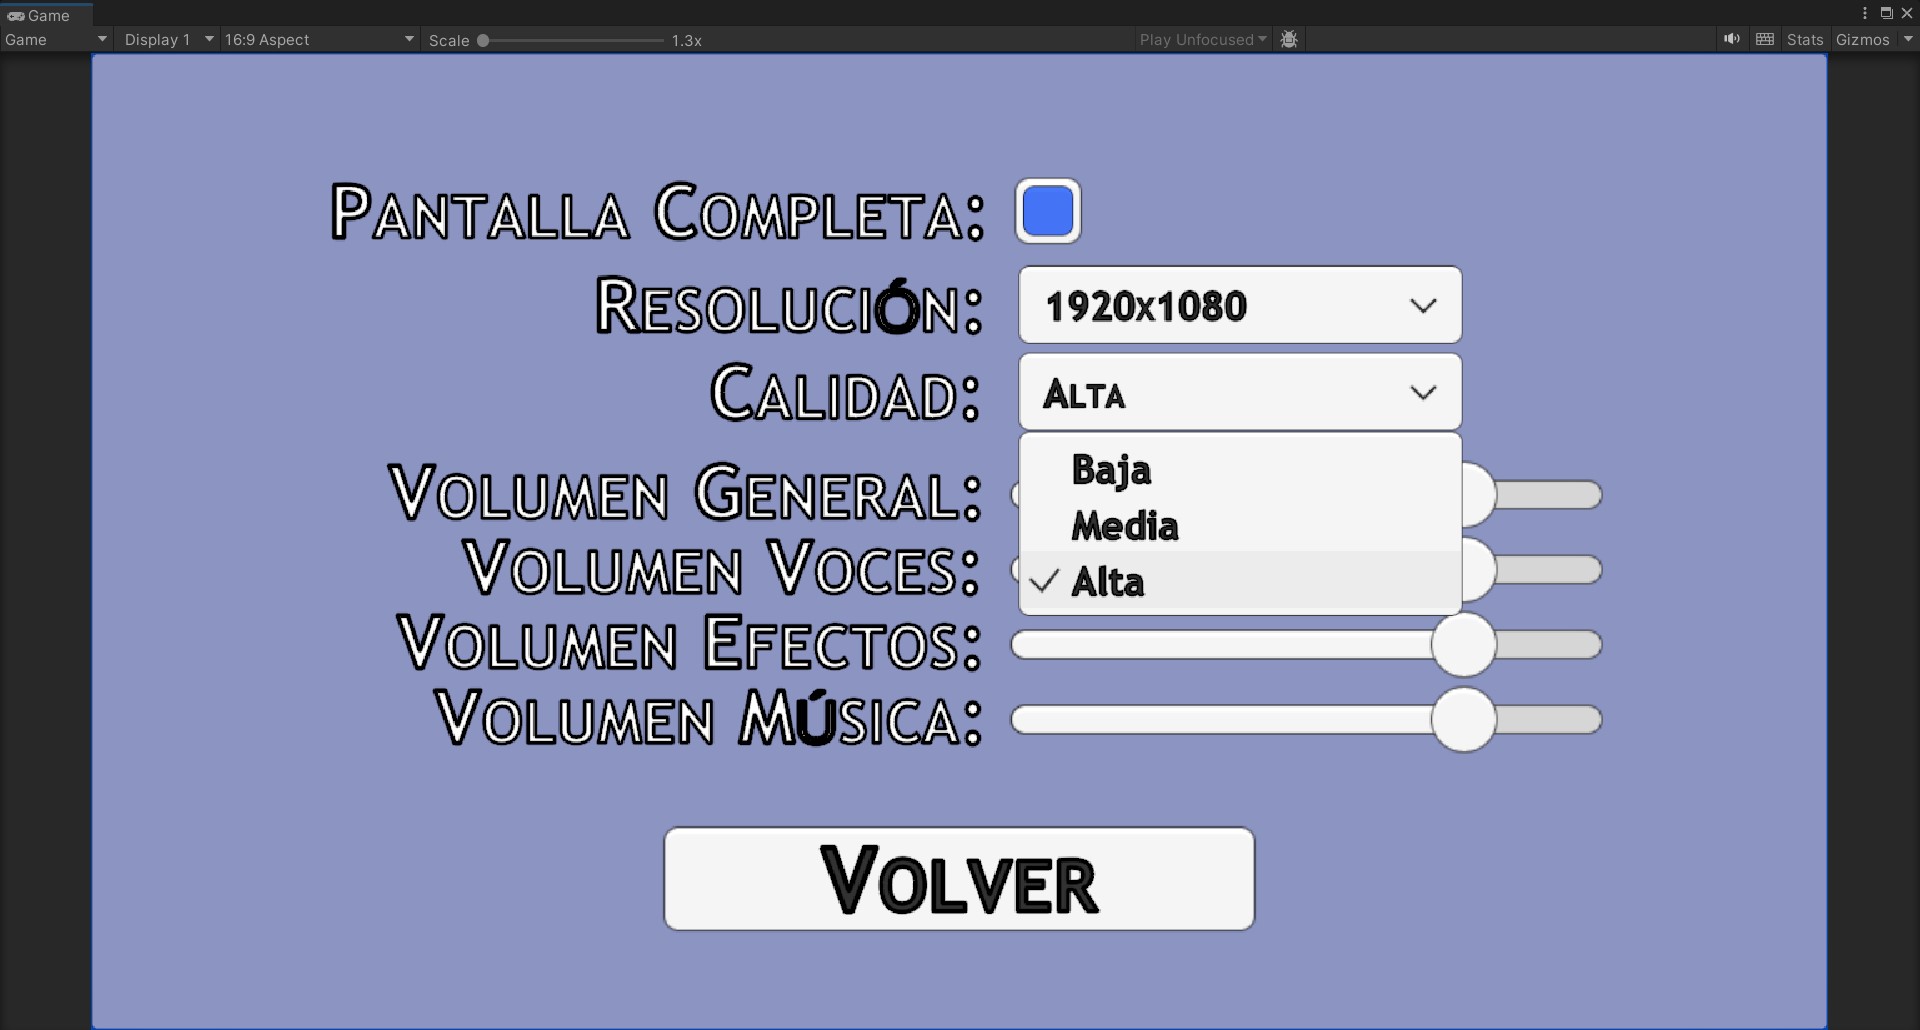 Game
Game Display 1 16:9 Aspect Scale 1.3x Play Unfocused Stats Gizmos
Pantalla Completa:
Resolución: 1920x1080
Calidad: Alta
Baja
Media
Alta
Volumen General:
Volumen Voces:
Volumen Efectos:
Volumen Música:
Volver